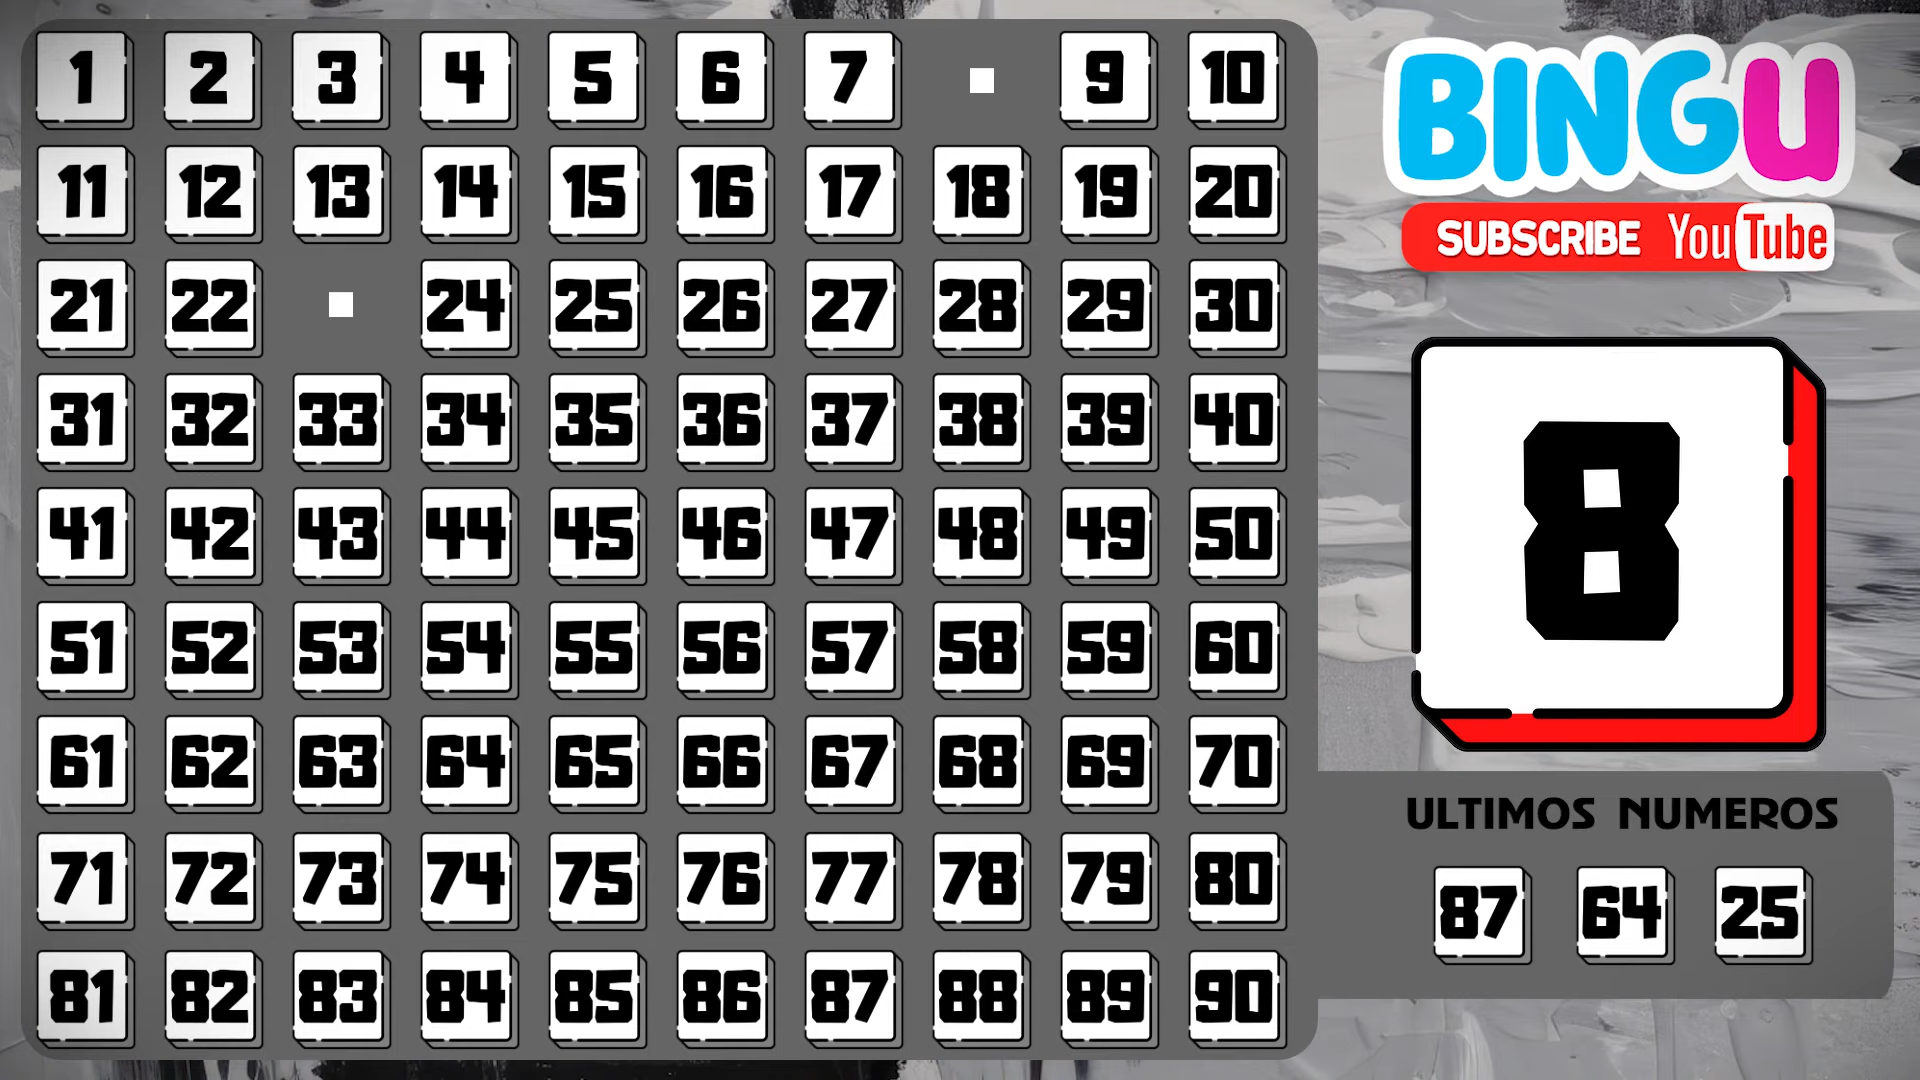 1 2 3 4 5 6 7 9 10
11 12 13 14 15 16 17 18 19 20
21 22 24 25 26 27 28 29 30
31 32 33 34 35 36 37 38 39 40
41 42 43 44 45 46 47 48 49 50
51 52 53 54 55 56 57 58 59 60
61 62 63 64 65 66 67 68 69 70
71 72 73 74 75 76 77 78 79 80
81 82 83 84 85 86 87 88 89 90
BINGU
SUBSCRIBE YouTube
8
ULTIMOS NUMEROS
87 64 25